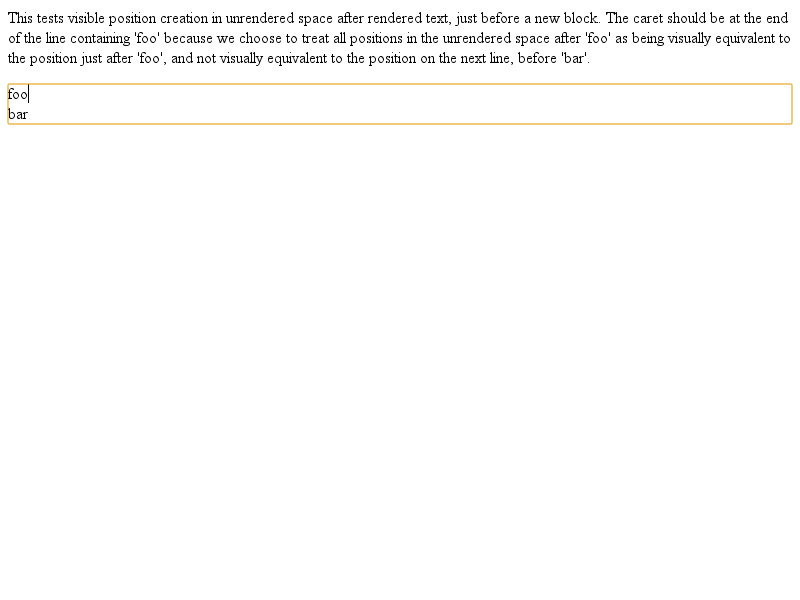 This tests visible position creation in unrendered space after rendered text, just before a new block. The caret should be at the end
of the line containing 'foo' because we choose to treat all positions in the unrendered space after 'foo' as being visually equivalent to
the position just after 'foo', and not visually equivalent to the position on the next line, before 'bar'.
foo
bar